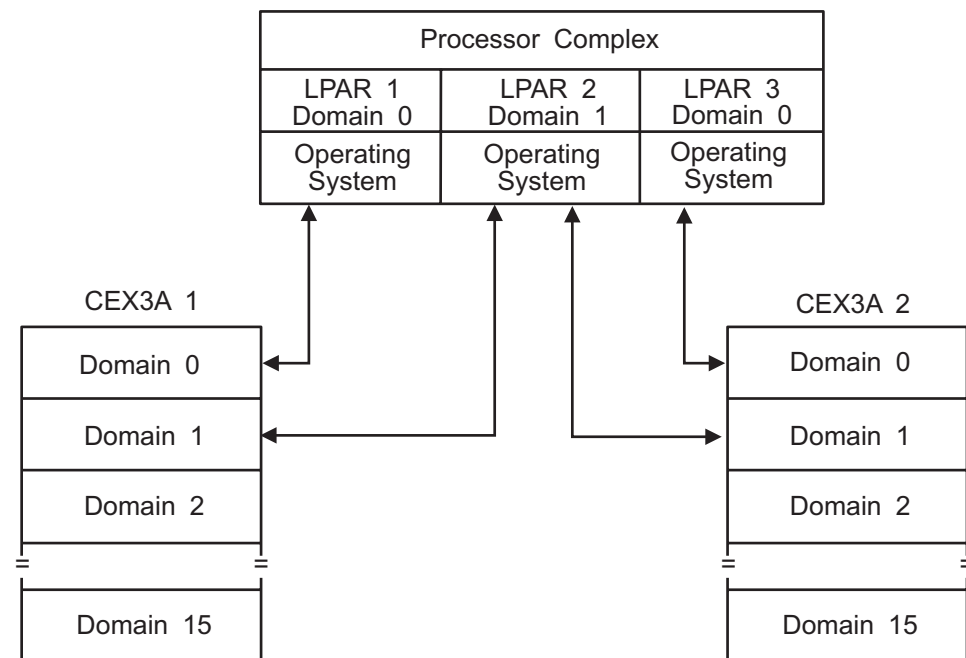 Processor Complex
LPAR 1
Domain 0
LPAR 2
Domain 1
LPAR 3
Domain 0
Operating
System
Operating
System
Operating
System
CEX3A 1
Domain 0
Domain 1
Domain 2
=
=
Domain 15
CEX3A 2
Domain 0
Domain 1
Domain 2
=
=
Domain 15